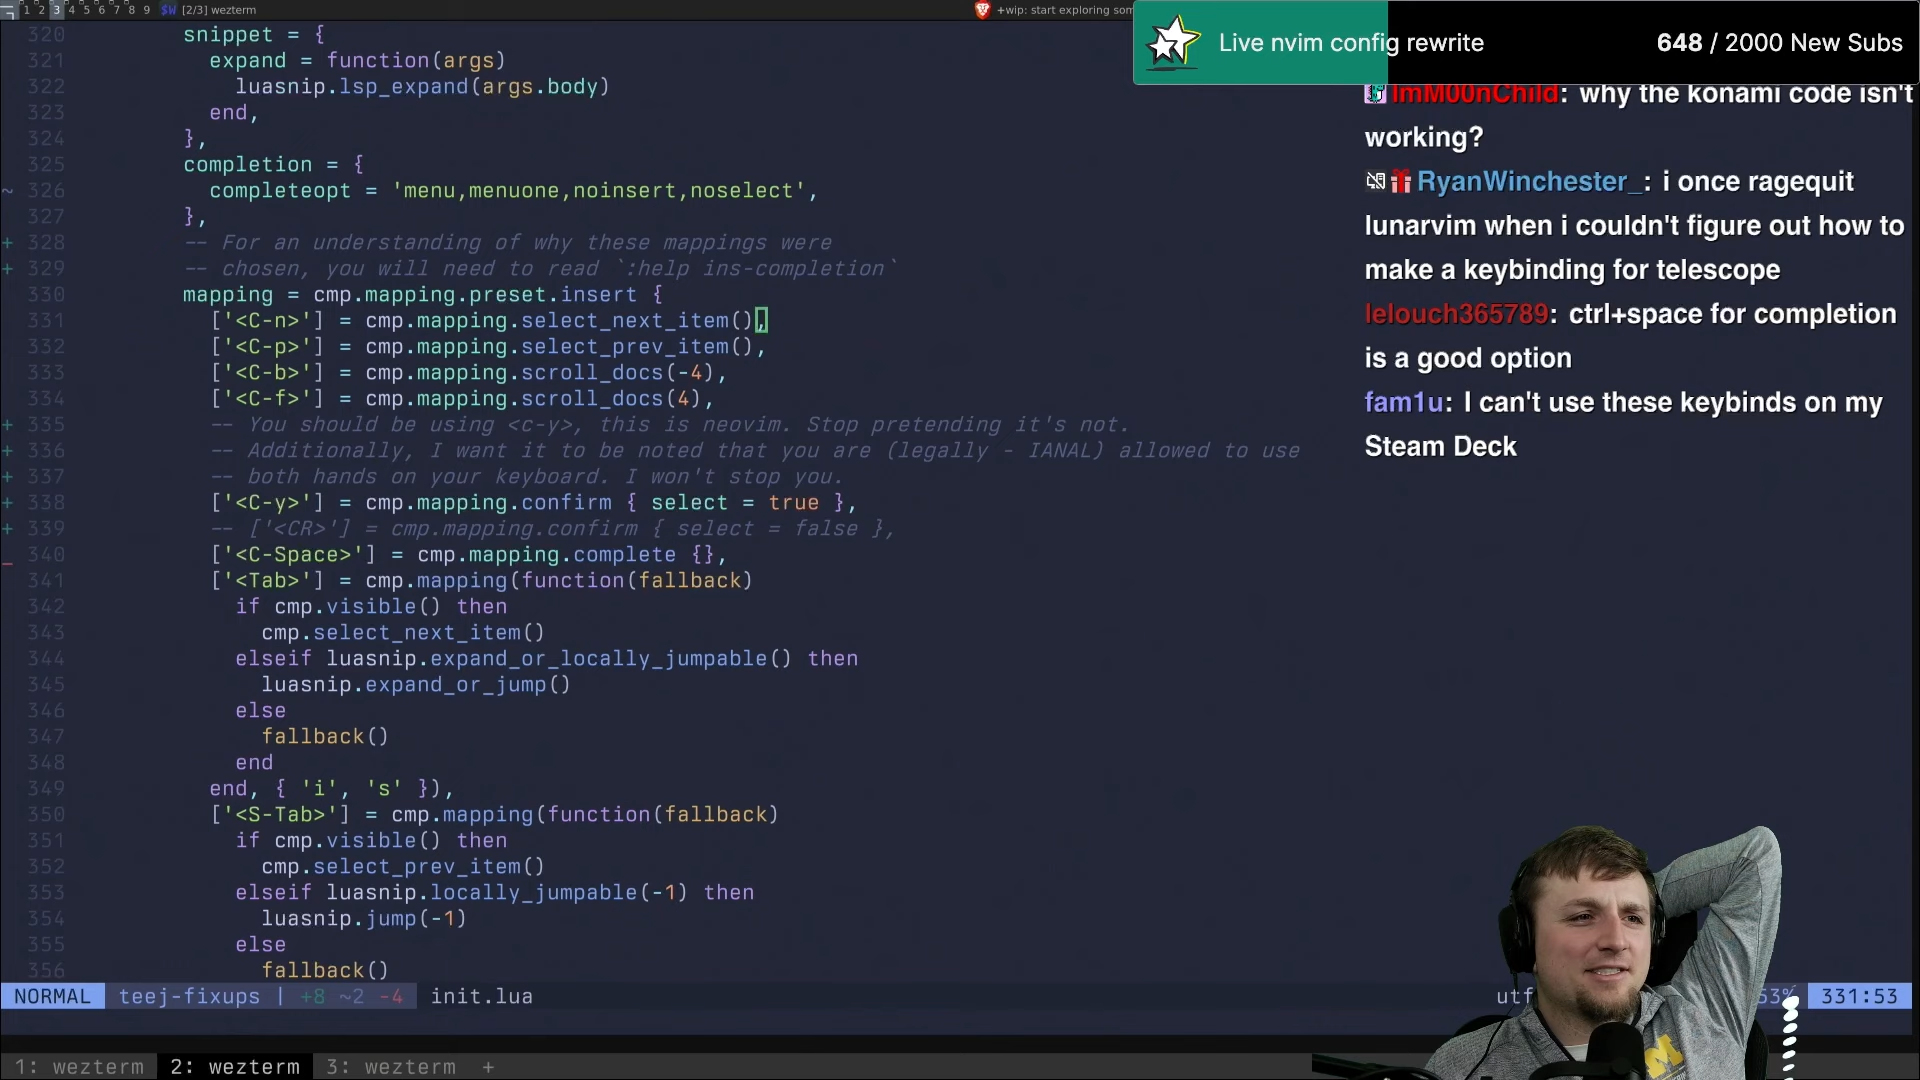 1 2 3 4 5 6 7 8 9 $W [2/3] wezterm
+wip: start exploring som
Live nvim config rewrite
648 / 2000 New Subs
320 snippet = {
321 expand = function(args)
322 luasnip.lsp_expand(args.body)
323 end,
324 },
325 completion = {
~ 326 completeopt = 'menu,menuone,noinsert,noselect',
327 },
+ 328 -- For an understanding of why these mappings were
+ 329 -- chosen, you will need to read `:help ins-completion`
330 mapping = cmp.mapping.preset.insert {
331 ['<C-n>'] = cmp.mapping.select_next_item(),
332 ['<C-p>'] = cmp.mapping.select_prev_item(),
333 ['<C-b>'] = cmp.mapping.scroll_docs(-4),
334 ['<C-f>'] = cmp.mapping.scroll_docs(4),
+ 335 -- You should be using <c-y>, this is neovim. Stop pretending it's not.
+ 336 -- Additionally, I want it to be noted that you are (legally - IANAL) allowed to use
+ 337 -- both hands on your keyboard. I won't stop you.
+ 338 ['<C-y>'] = cmp.mapping.confirm { select = true },
+ 339 -- ['<CR>'] = cmp.mapping.confirm { select = false },
_ 340 ['<C-Space>'] = cmp.mapping.complete {},
341 ['<Tab>'] = cmp.mapping(function(fallback)
342 if cmp.visible() then
343 cmp.select_next_item()
344 elseif luasnip.expand_or_locally_jumpable() then
345 luasnip.expand_or_jump()
346 else
347 fallback()
348 end
349 end, { 'i', 's' }),
350 ['<S-Tab>'] = cmp.mapping(function(fallback)
351 if cmp.visible() then
352 cmp.select_prev_item()
353 elseif luasnip.locally_jumpable(-1) then
354 luasnip.jump(-1)
355 else
356 fallback()
ImM00nChild: why the konami code isn't
working?
RyanWinchester_: i once ragequit
lunarvim when i couldn't figure out how to
make a keybinding for telescope
lelouch365789: ctrl+space for completion
is a good option
fam1u: I can't use these keybinds on my
Steam Deck
M
NORMAL teej-fixups | +8 ~2 -4 init.lua utf 53% 331:53
1: wezterm 2: wezterm 3: wezterm +